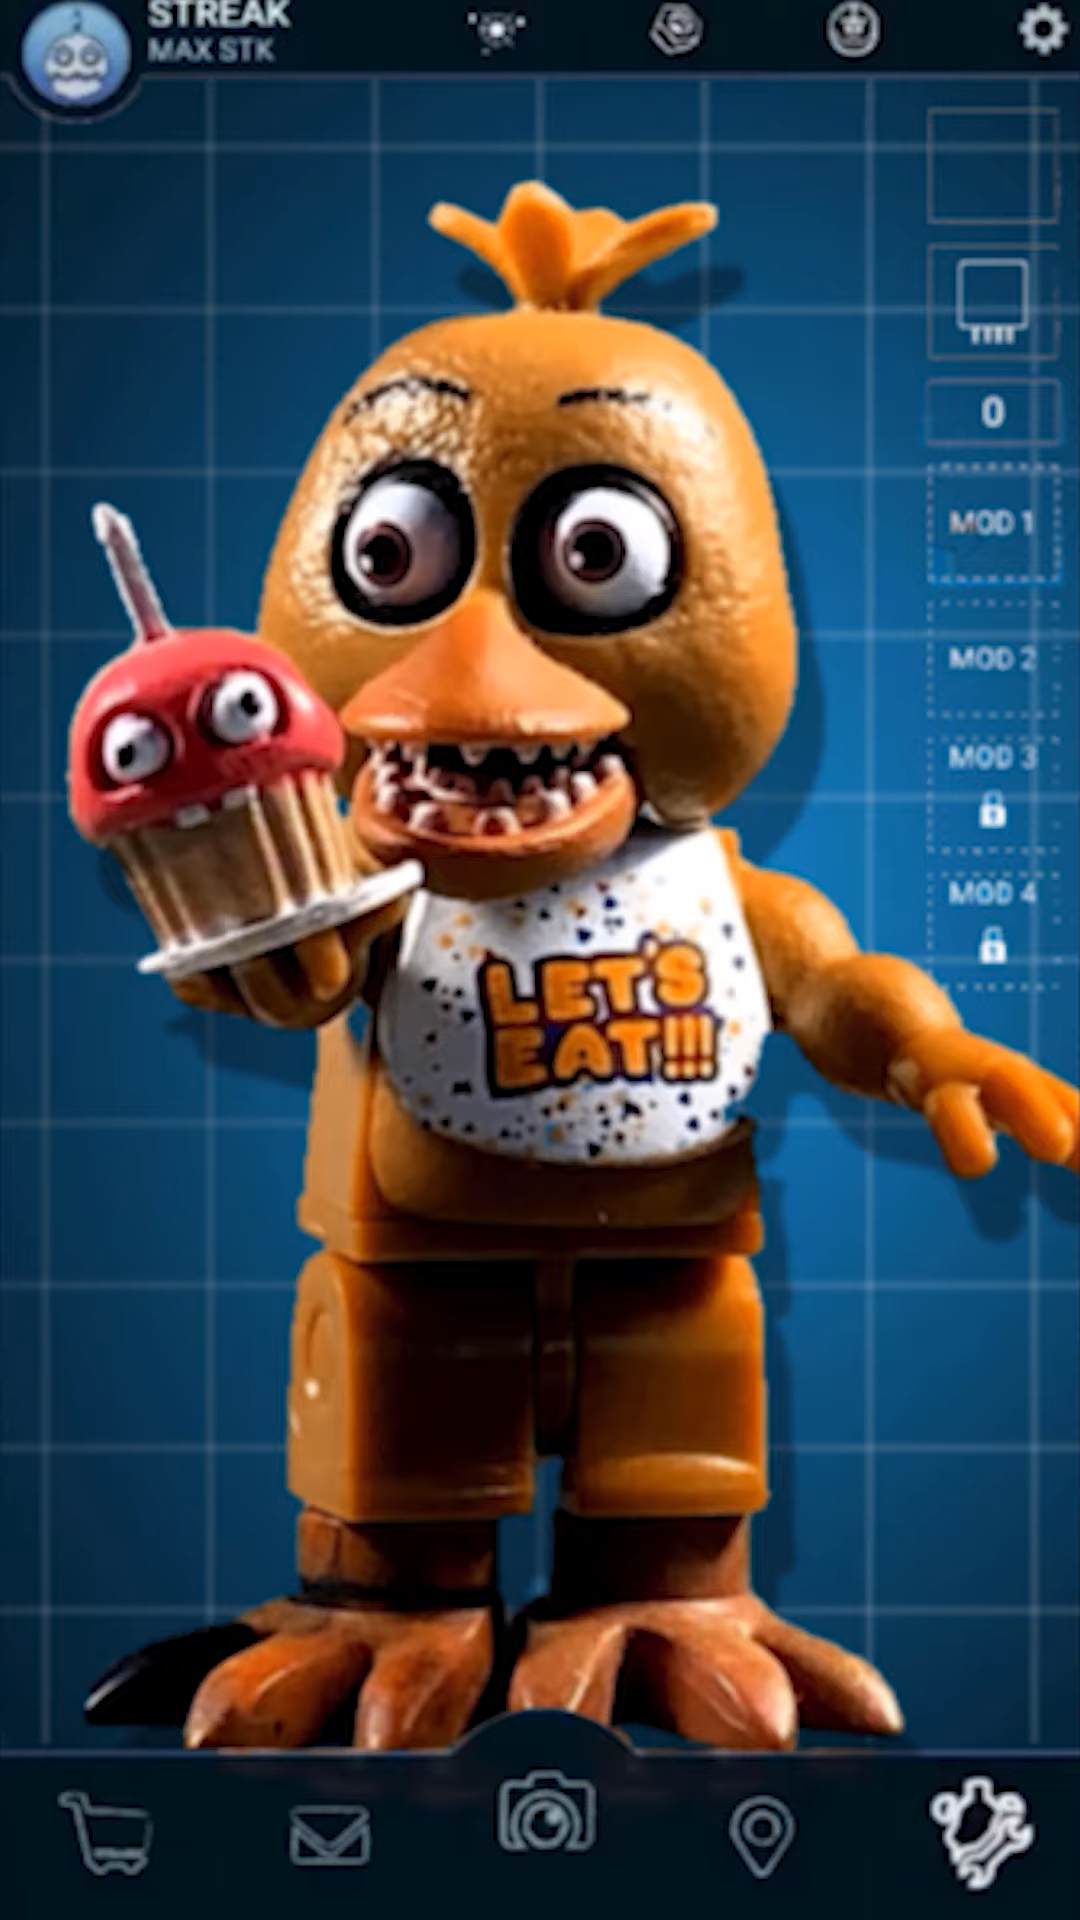 STREAK
MAX STK
0
MOD 1
MOD 2
MOD 3
MOD 4
LET'S
EAT!!!